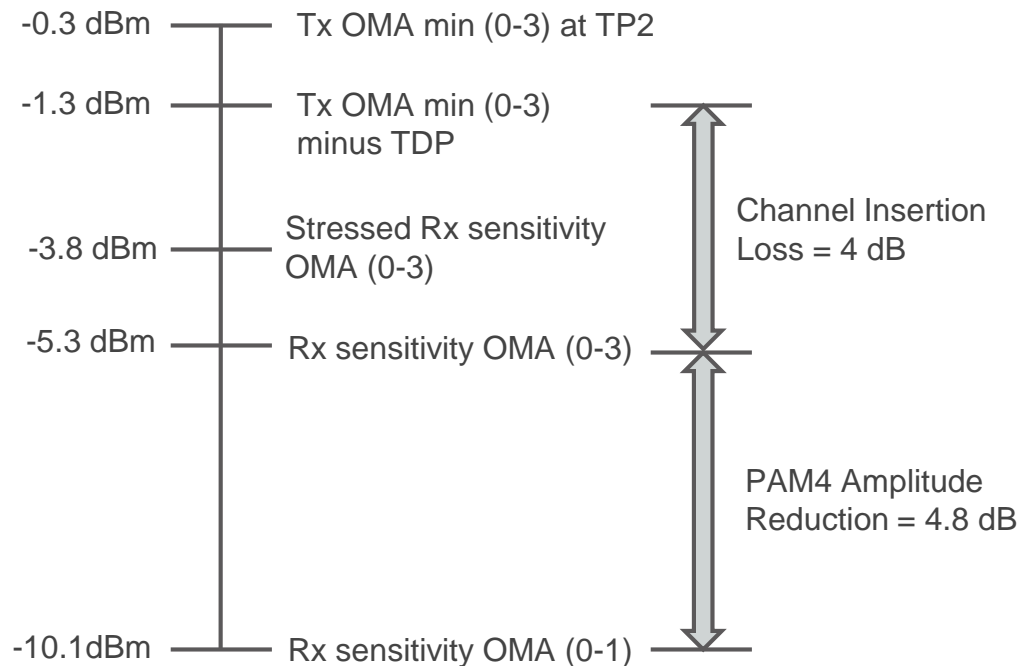 -0.3 dBm
Tx OMA min (0-3) at TP2
-1.3 dBm
Tx OMA min (0-3)
minus TDP
Channel Insertion
Loss = 4 dB
-3.8 dBm
Stressed Rx sensitivity
OMA (0-3)
-5.3 dBm
Rx sensitivity OMA (0-3)
PAM4 Amplitude
Reduction = 4.8 dB
-10.1dBm
Rx sensitivity OMA (0-1)